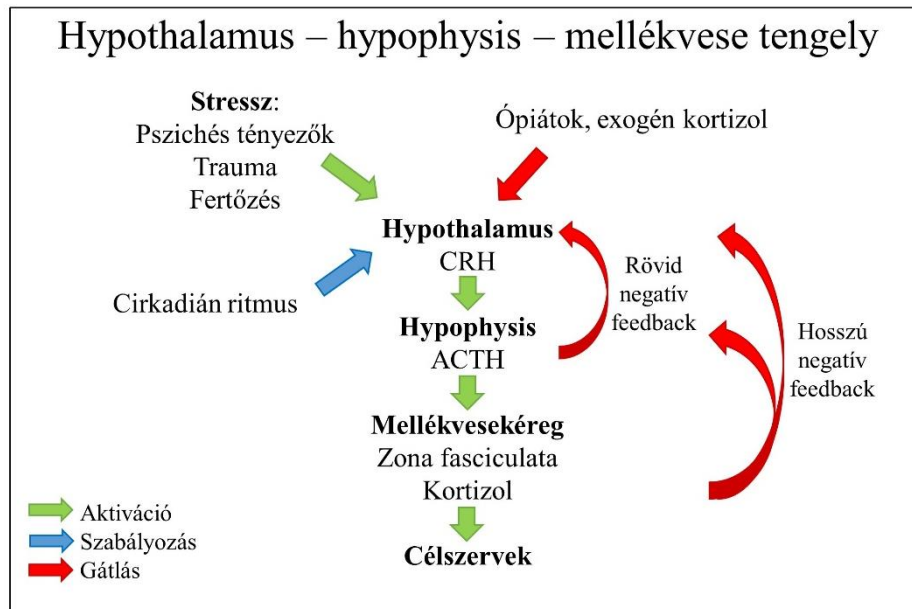 Hypothalamus – hypophysis – mellékvese tengely
Stressz:
Pszichés tényezők
Trauma
Fertőzés
Ópiátok, exogén kortizol
Cirkadián ritmus
Hypothalamus
CRH
Hypophysis
ACTH
Mellékvesekéreg
Zona fasciculata
Kortizol
Célszervek
Rövid
negatív
feedback
Hosszú
negatív
feedback
Aktiváció
Szabályozás
Gátlás